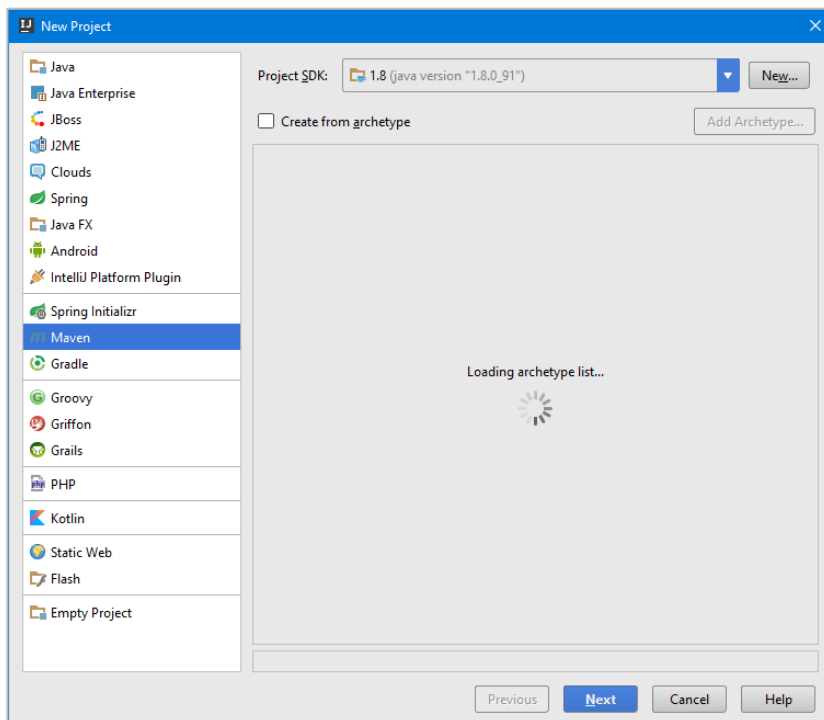 New Project
Java
Java Enterprise
JBoss
J2ME
Clouds
Spring
Java FX
Android
IntelliJ Platform Plugin
Spring Initializr
Maven
Gradle
Groovy
Griffon
Grails
PHP
Kotlin
Static Web
Flash
Empty Project
Project SDK: 1.8 (java version "1.8.0_91") New...
Create from archetype Add Archetype...
Loading archetype list...
Previous Next Cancel Help